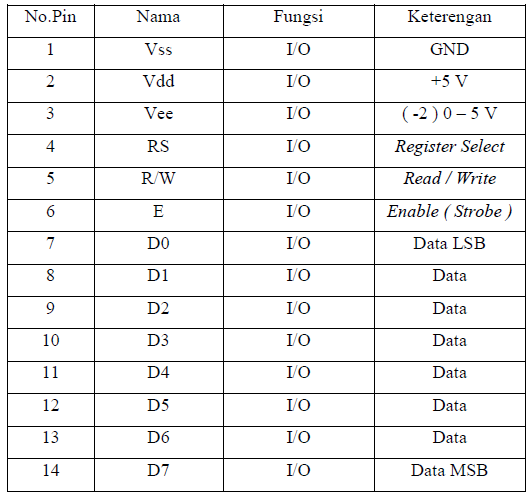 No.Pin Nama Fungsi Keterengan
1 Vss I/O GND
2 Vdd I/O +5 V
3 Vee I/O ( -2 ) 0 – 5 V
4 RS I/O Register Select
5 R/W I/O Read / Write
6 E I/O Enable ( Strobe )
7 D0 I/O Data LSB
8 D1 I/O Data
9 D2 I/O Data
10 D3 I/O Data
11 D4 I/O Data
12 D5 I/O Data
13 D6 I/O Data
14 D7 I/O Data MSB